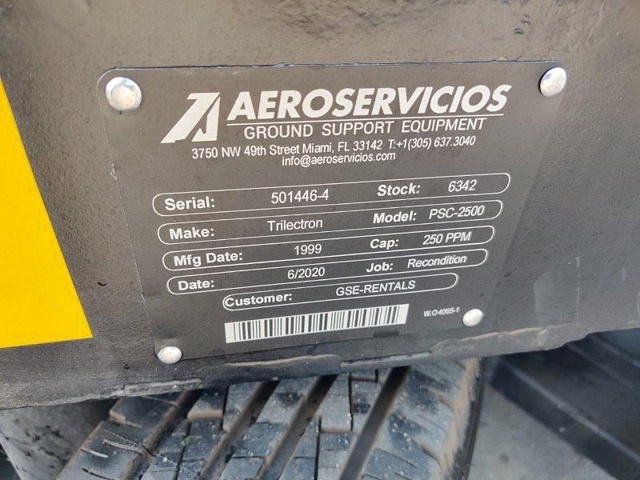 AEROSERVICIOS
GROUND SUPPORT EQUIPMENT
3750 NW 49th Street Miami, FL 33142 T:+1(305) 637.3040
info@aeroservicios.com
Serial: 501446-4 Stock: 6342
Make: Trilectron Model: PSC-2500
Mfg Date: 1999 Cap: 250 PPM
Date: 6/2020 Job: Recondition
Customer: GSE-RENTALS